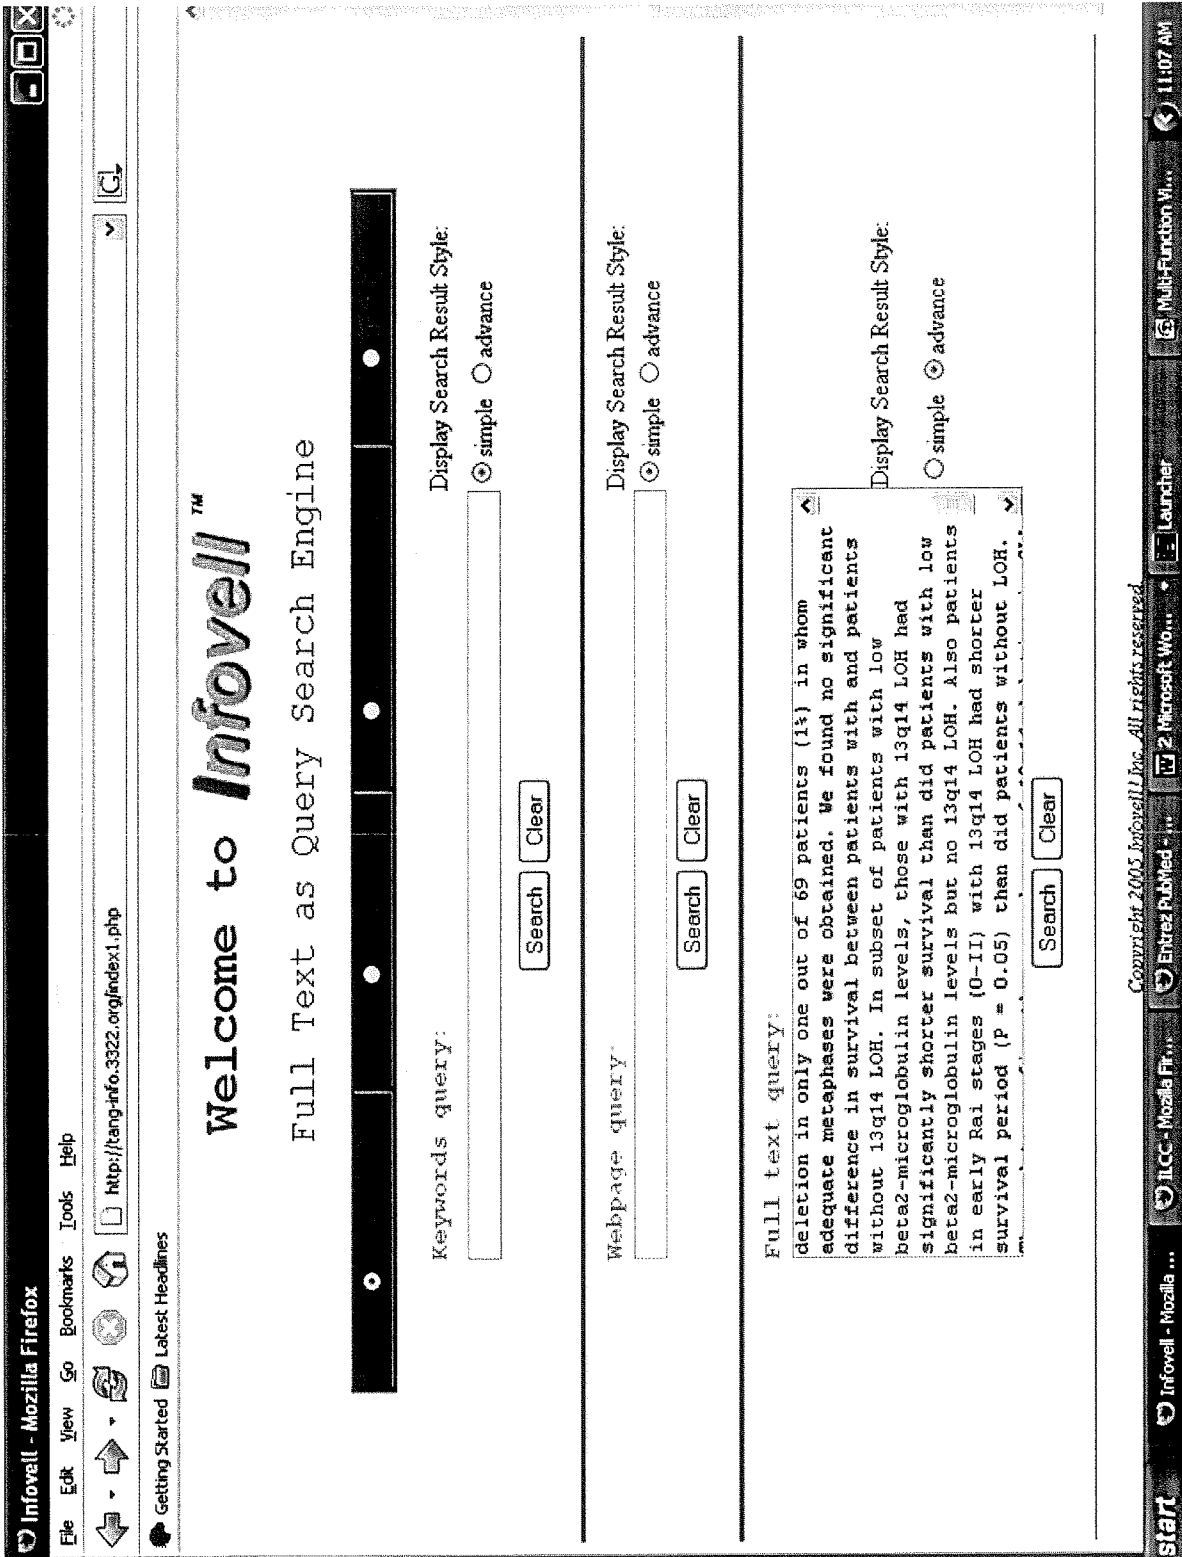 Infovell - Mozilla Firefox
File Edit View Go Bookmarks Tools Help
http://tang-info.3322.org/index1.php
Getting Started Latest Headlines
Welcome to Infovell™
Full Text as Query Search Engine
Keywords query:
Display Search Result Style:
simple advance
Search Clear
Webpage query:
Display Search Result Style:
simple advance
Search Clear
Full text query:
deletion in only one out of 69 patients (1%) in whom
adequate metaphases were obtained. We found no significant
difference in survival between patients with and patients
without 13q14 LOH. In subset of patients with low
beta2-microglobulin levels, those with 13q14 LOH had
significantly shorter survival than did patients with low
beta2-microglobulin levels but no 13q14 LOH. Also patients
in early Rai stages (0-II) with 13q14 LOH had shorter
survival period (P = 0.05) than did patients without LOH.
Display Search Result Style:
simple advance
Search Clear
Copyright 2005 Infovell Inc. All rights reserved
start Infovell - Mozilla ... - Mozilla Fir... Entrez PubMed - ... 2 Microsoft Wo... Launcher Multi-Function Vi... 11:07 AM